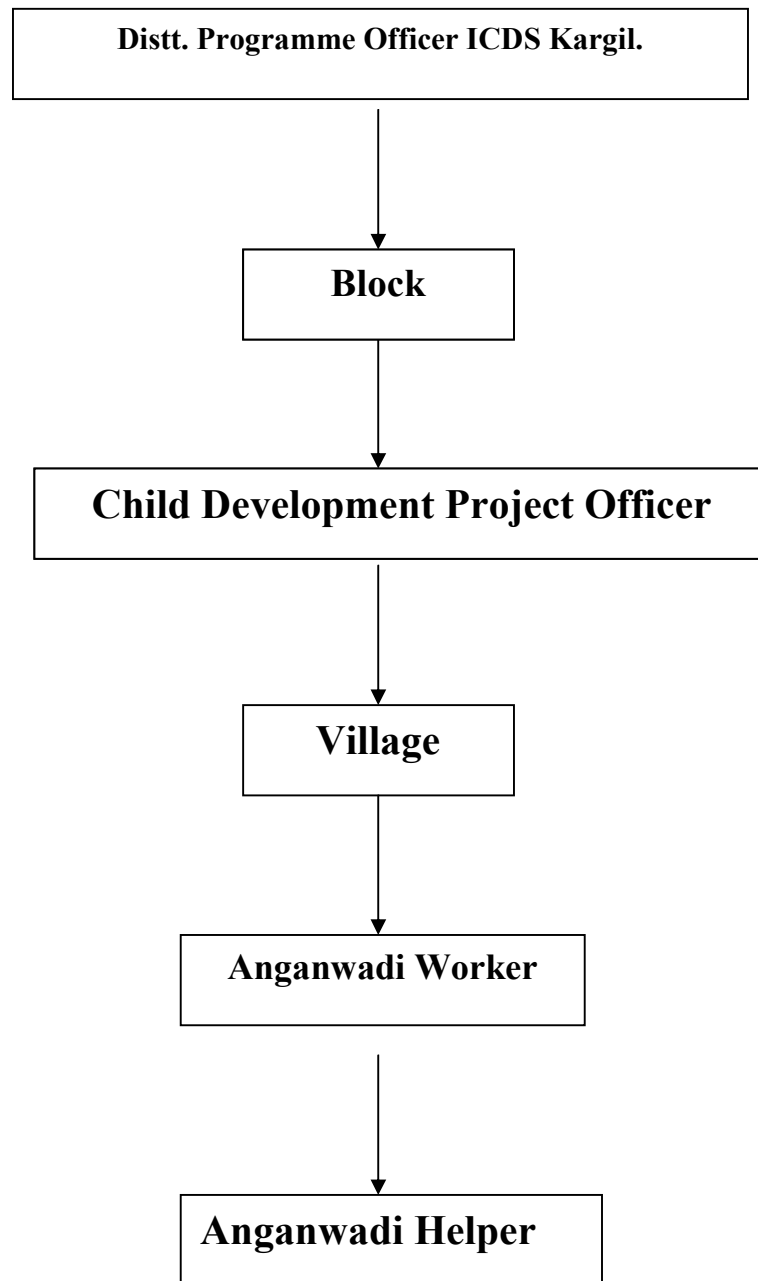 Distt. Programme Officer ICDS Kargil.
Block
Child Development Project Officer
Village
Anganwadi Worker
Anganwadi Helper